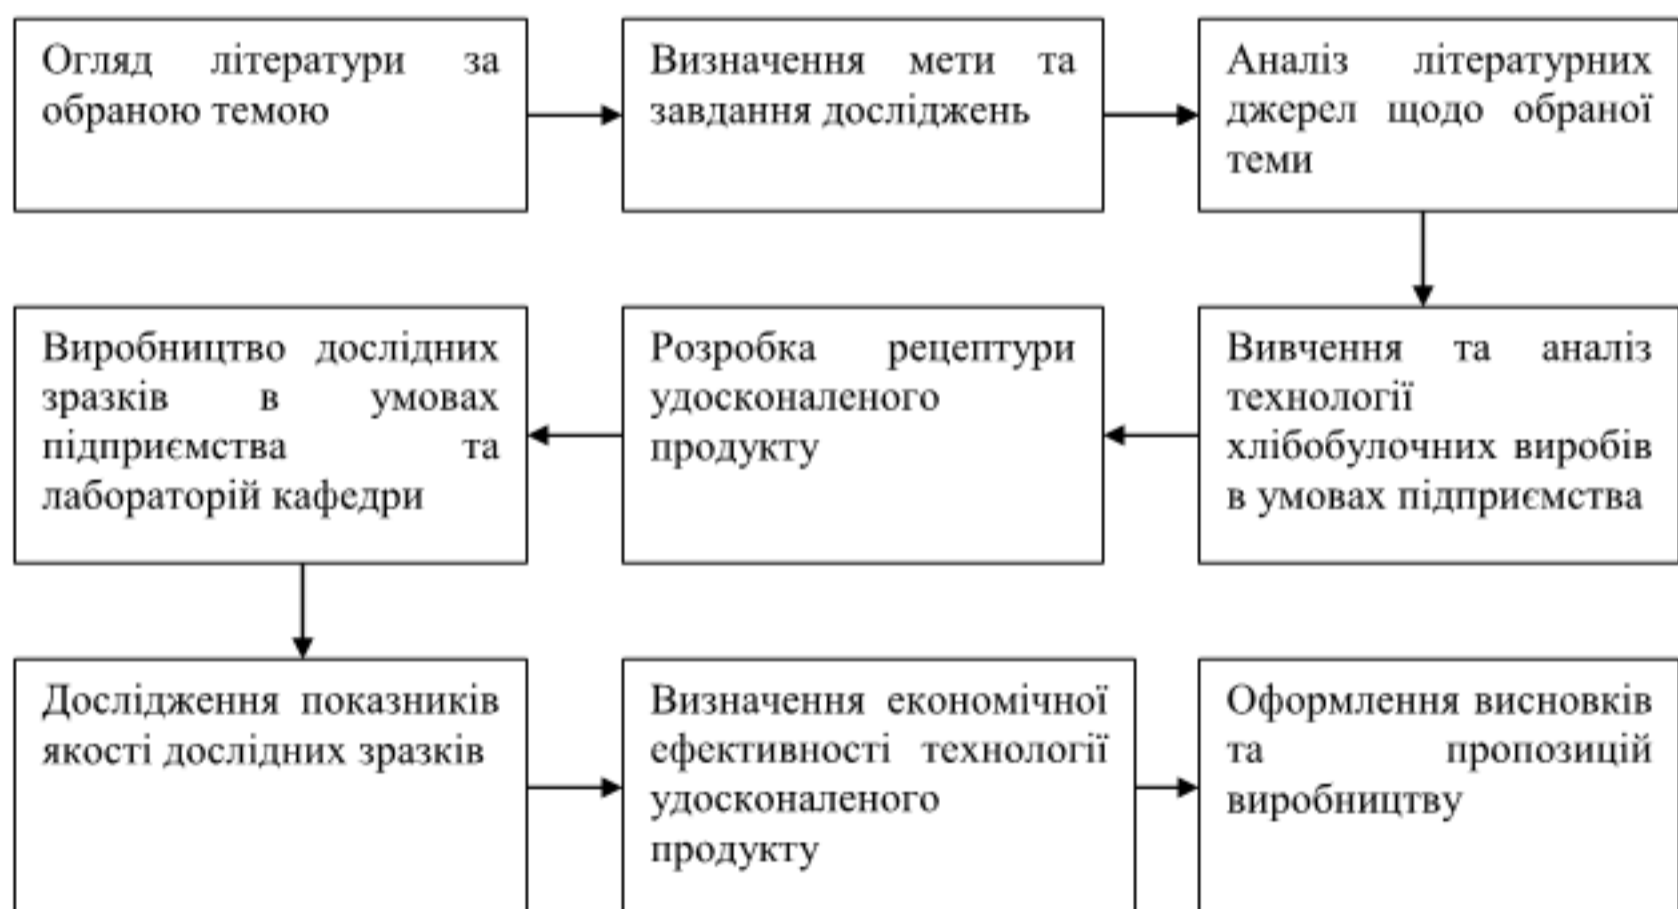 Огляд літератури за
обраною темою
Визначення мети та
завдання досліджень
Аналіз літературних
джерел щодо обраної
теми
Вивчення та аналіз
технології
хлібобулочних виробів
в умовах підприємства
Розробка рецептури
удосконаленого
продукту
Виробництво дослідних
зразків в умовах
підприємства та
лабораторій кафедри
Дослідження показників
якості дослідних зразків
Визначення економічної
ефективності технології
удосконаленого
продукту
Оформлення висновків
та пропозицій
виробництву